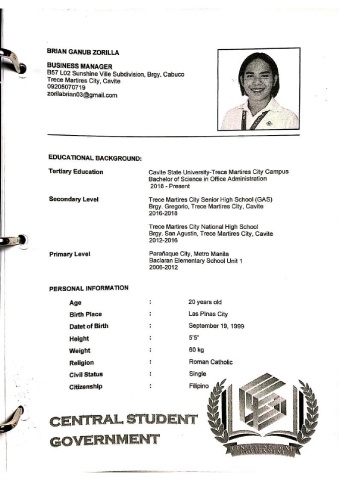 BRIAN GANUB ZORILLA
BUSINESS MANAGER
B57 L02 Sunshine Ville Subdivision, Brgy. Cabuco
Trece Martires City, Cavite
09208070719
zorilabrian03@gmail.com
EDUCATIONAL BACKGROUND:
Tertiary Education Cavite State University-Trece Martires City Campus
Bachelor of Science in Office Administration
2018 - Present
Secondary Level Trece Martires City Senior High School (GAS)
Brgy. Gregorio, Trece Martires City, Cavite
2016-2018
Trece Martires City National High School
Brgy. San Agustin, Trece Martires City, Cavite
2012-2016
Primary Level Parañaque City, Metro Manila
Baclaran Elementary School Unit 1
2006-2012
PERSONAL INFORMATION
Age : 20 years old
Birth Place : Las Pinas City
Datet of Birth : September 19, 1999
Height : 5'5"
Weight : 60 kg
Religion : Roman Catholic
Civil Status : Single
Citizenship : Filipino
CENTRAL STUDENT
GOVERNMENT